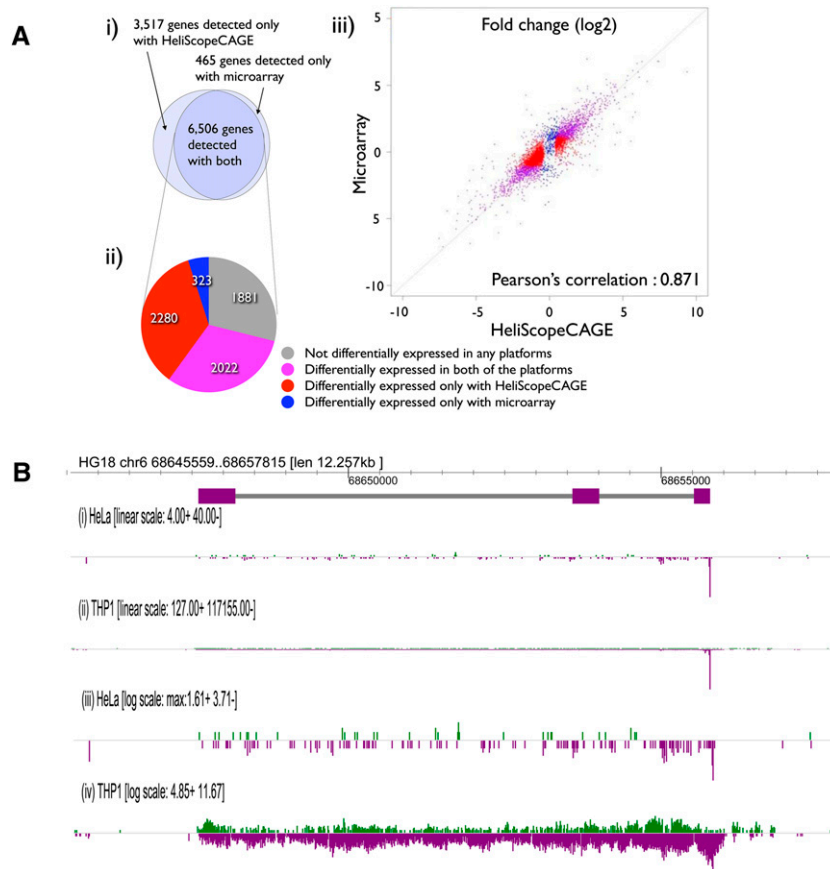 A
i)
3,517 genes detected only
with HeliScopeCAGE
465 genes detected only
with microarray
6,506 genes
detected
with both
ii)
323
1881
2280
2022
Not differentially expressed in any platforms
Differentially expressed in both of the platforms
Differentially expressed only with HeliScopeCAGE
Differentially expressed only with microarray
iii)
Fold change (log2)
Microarray
5
5
0
5
-10
Pearson's correlation : 0.871
-10
-5
0
5
10
HeliScopeCAGE
B
HG18 chr6 68645559..68657815 [len 12.257kb ]
68650000
68655000
(i) HeLa [linear scale: 4.00+ 40.00-]
(ii) THP1 [linear scale: 127.00+ 117155.00-]
(iii) HeLa [log scale: max:1.61+ 3.71-]
(iv) THP1 [log scale: 4.85+ 11.67]